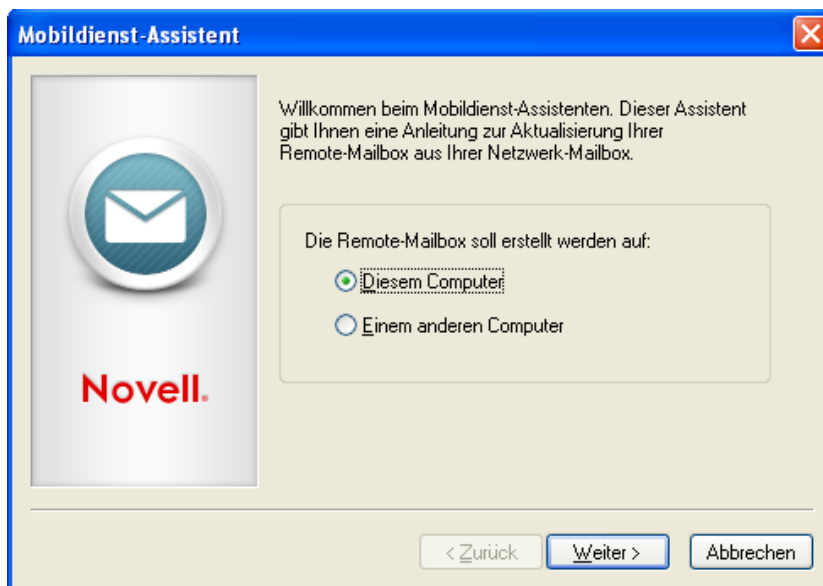 Mobildienst-Assistent
Willkommen beim Mobildienst-Assistenten. Dieser Assistent
gibt Ihnen eine Anleitung zur Aktualisierung Ihrer
Remote-Mailbox aus Ihrer Netzwerk-Mailbox.
Die Remote-Mailbox soll erstellt werden auf:
Diesem Computer
Einem anderen Computer
Novell.
< Zurück
Weiter >
Abbrechen